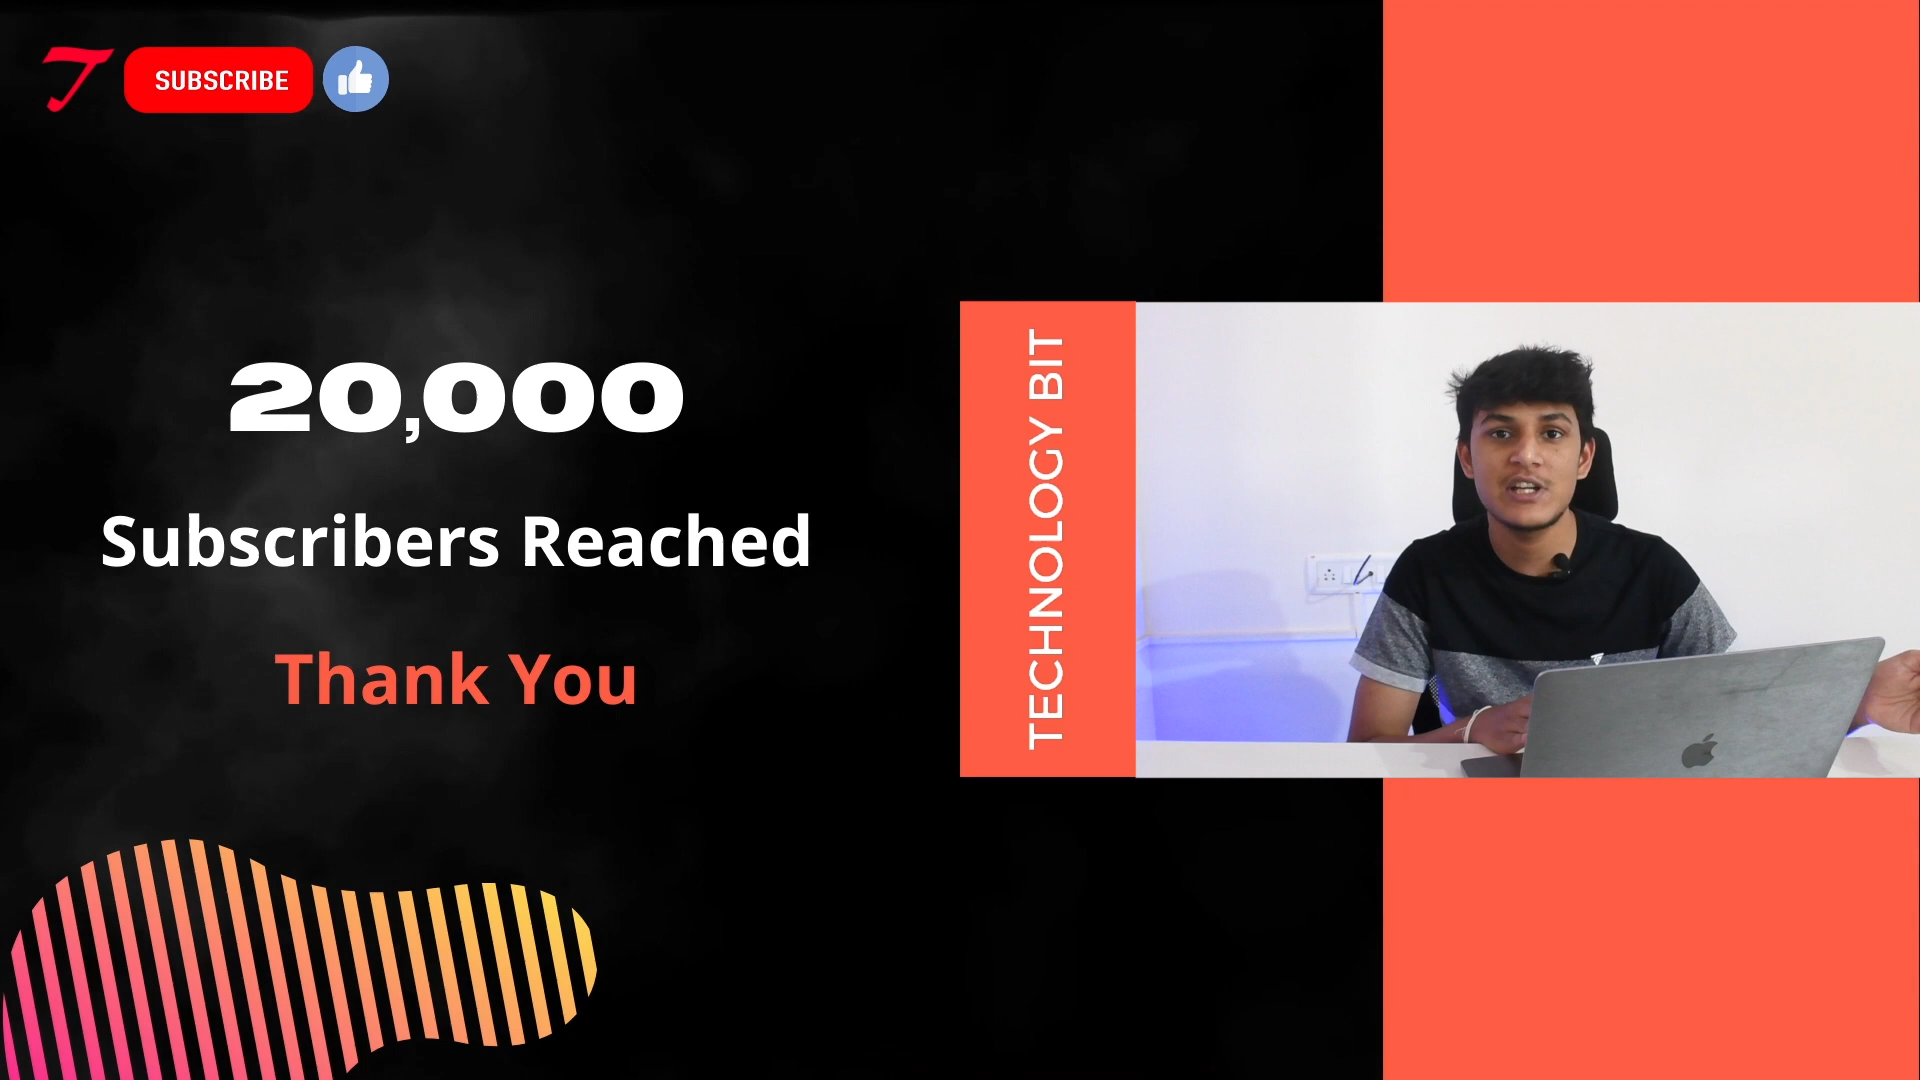 SUBSCRIBE
20,000
Subscribers Reached
Thank You
TECHNOLOGY BIT